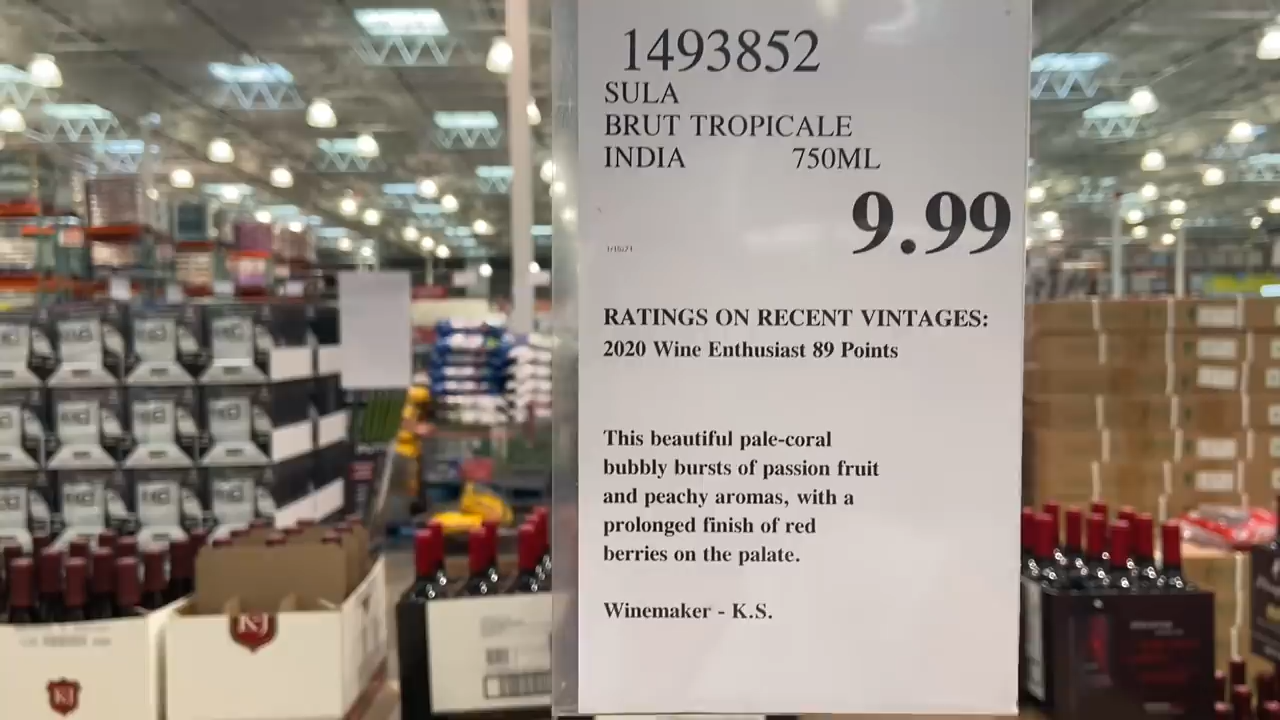 1493852
SULA
BRUT TROPICALE
INDIA 750ML
9.99
RATINGS ON RECENT VINTAGES:
2020 Wine Enthusiast 89 Points
This beautiful pale-coral
bubbly bursts of passion fruit
and peachy aromas, with a
prolonged finish of red
berries on the palate.
Winemaker - K.S.
K-J
K-J